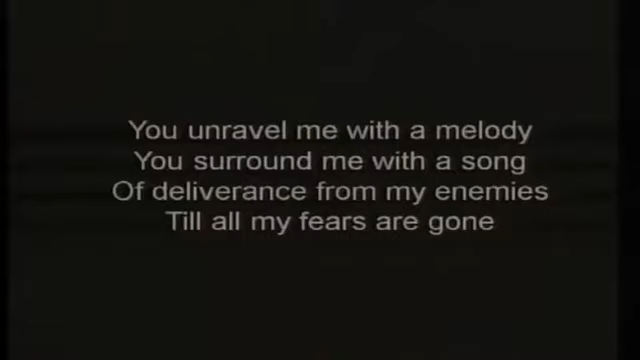 You unravel me with a melody
You surround me with a song
Of deliverance from my enemies
Till all my fears are gone